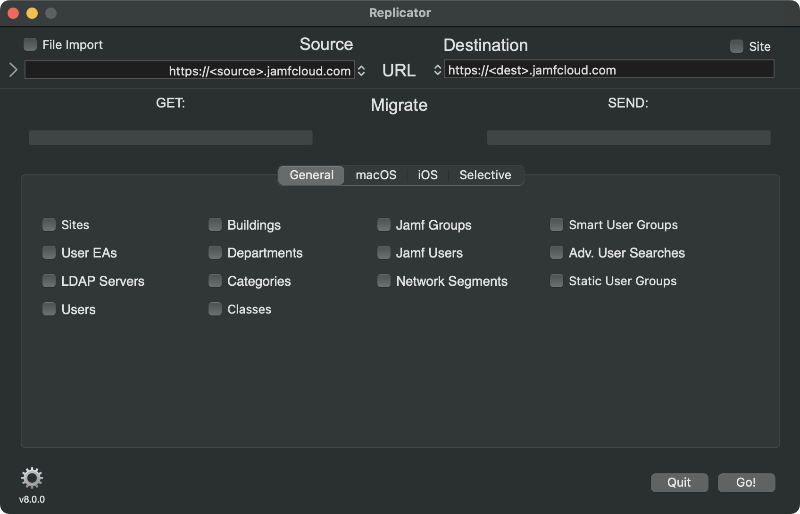 Replicator
File Import
Source
Destination
Site
https://<source>.jamfcloud.com
URL
https://<dest>.jamfcloud.com
GET:
Migrate
SEND:
General
macOS
iOS
Selective
Sites
Buildings
Jamf Groups
Smart User Groups
User EAs
Departments
Jamf Users
Adv. User Searches
LDAP Servers
Categories
Network Segments
Static User Groups
Users
Classes
v8.0.0
Quit
Go!